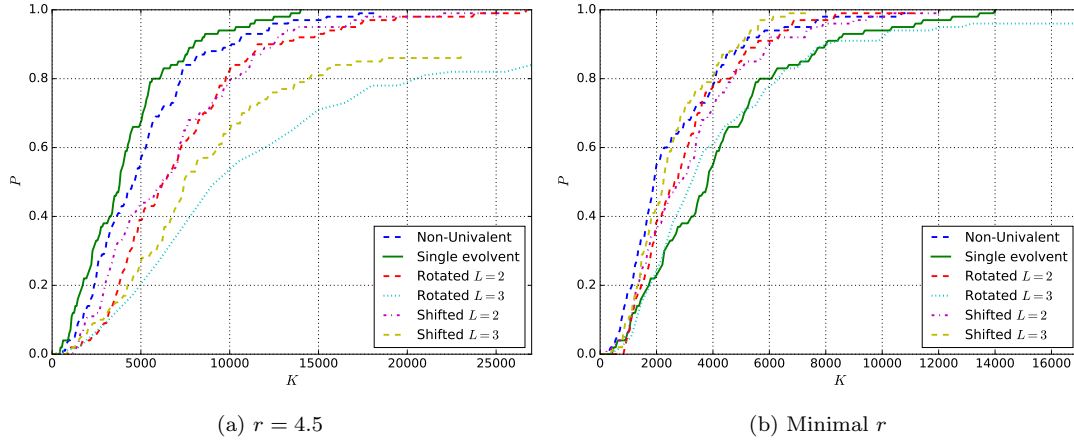 1.0
0.8
0.6
P
0.4
0.2
0.0
0
5000
10000
15000
20000
25000
K
Non-Univalent
Single evolvent
Rotated L = 2
Rotated L = 3
Shifted L = 2
Shifted L = 3
(a) r = 4.5
1.0
0.8
0.6
P
0.4
0.2
0.0
0
2000
4000
6000
8000
10000
12000
14000
16000
K
Non-Univalent
Single evolvent
Rotated L = 2
Rotated L = 3
Shifted L = 2
Shifted L = 3
(b) Minimal r